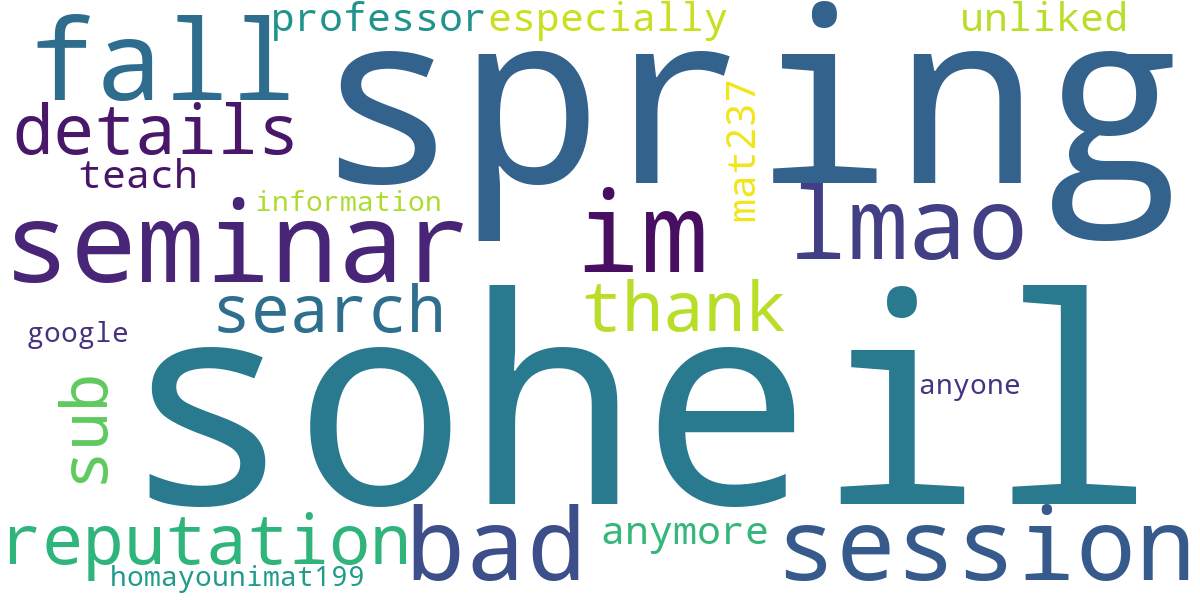 professor
especially
unliked
fall
spring
details
mat237
teach
information
seminar
im
lmao
search
thank
google
soheil
sub
anyone
reputation
bad
anymore
session
homayounimat199